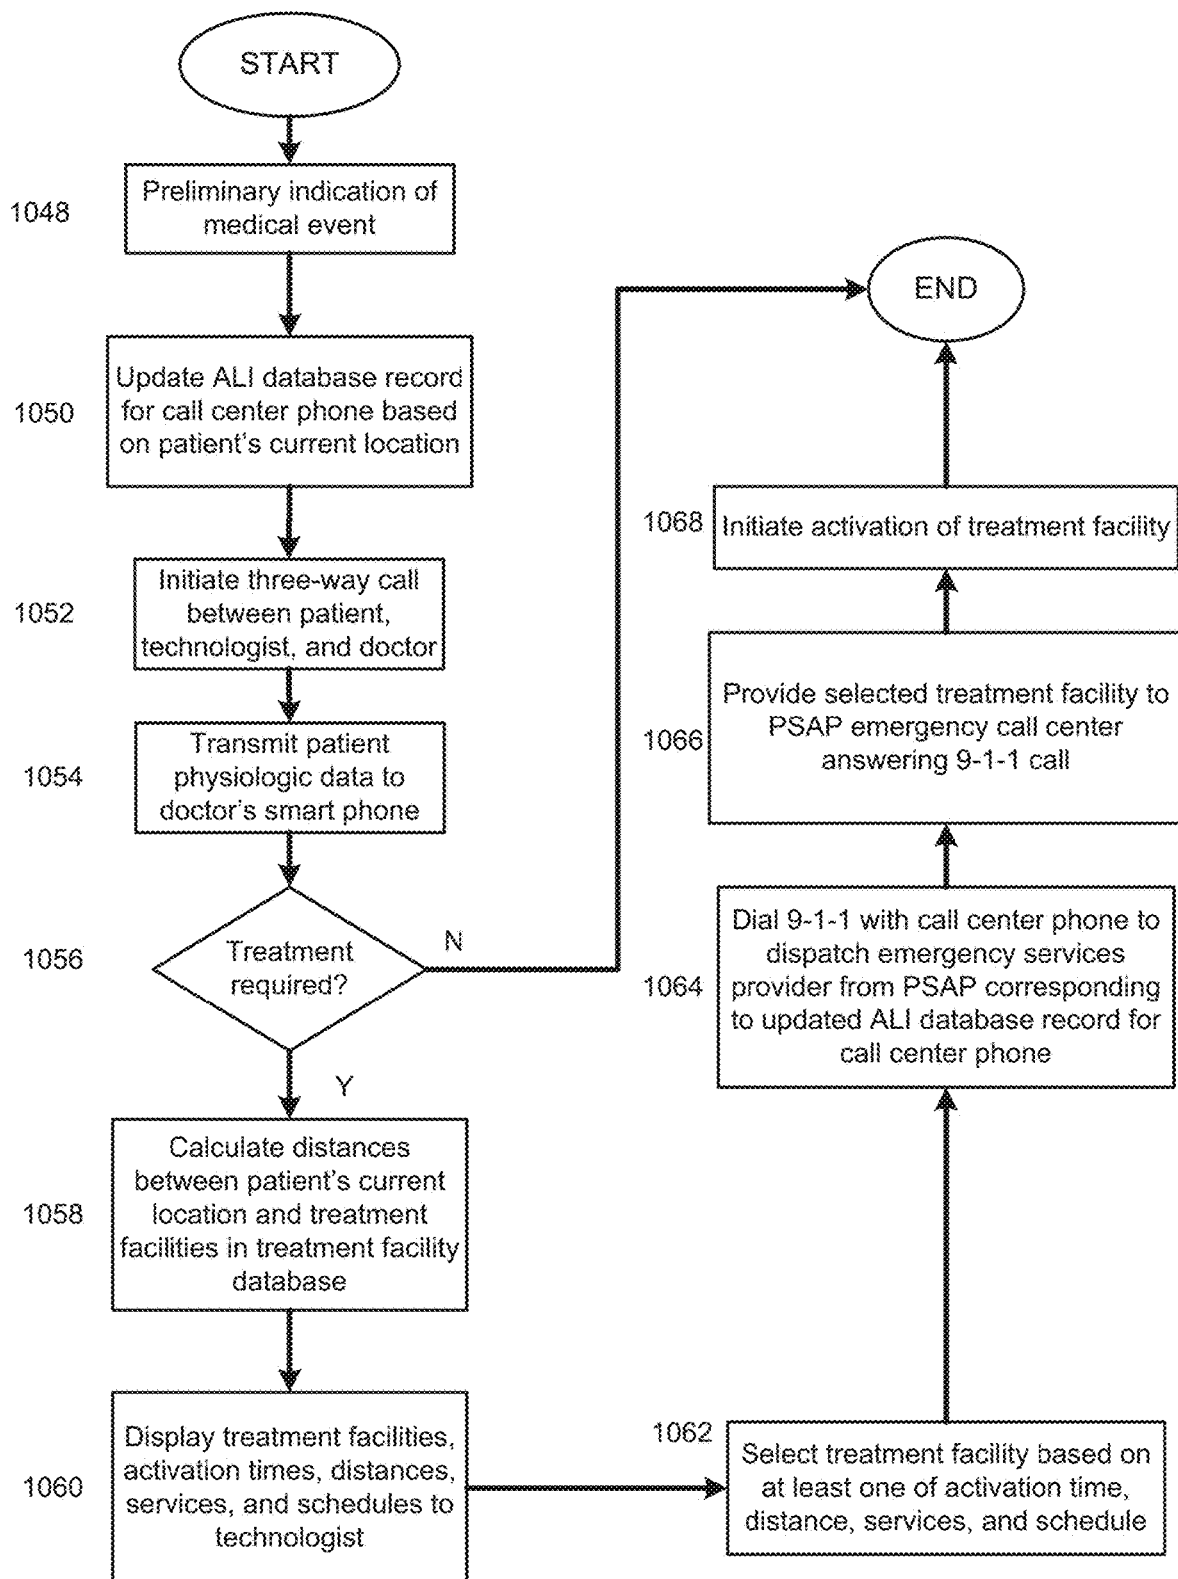 START
1048
Preliminary indication of
medical event
1050
Update ALI database record
for call center phone based
on patient's current location
1052
Initiate three-way call
between patient,
technologist, and doctor
1054
Transmit patient
physiologic data to
doctor's smart phone
1056
Treatment
required?
N
Y
1058
Calculate distances
between patient's current
location and treatment
facilities in treatment facility
database
1060
Display treatment facilities,
activation times, distances,
services, and schedules to
technologist
1062
Select treatment facility based on
at least one of activation time,
distance, services, and schedule
1064
Dial 9-1-1 with call center phone to
dispatch emergency services
provider from PSAP corresponding
to updated ALI database record for
call center phone
1066
Provide selected treatment facility to
PSAP emergency call center
answering 9-1-1 call
1068
Initiate activation of treatment facility
END